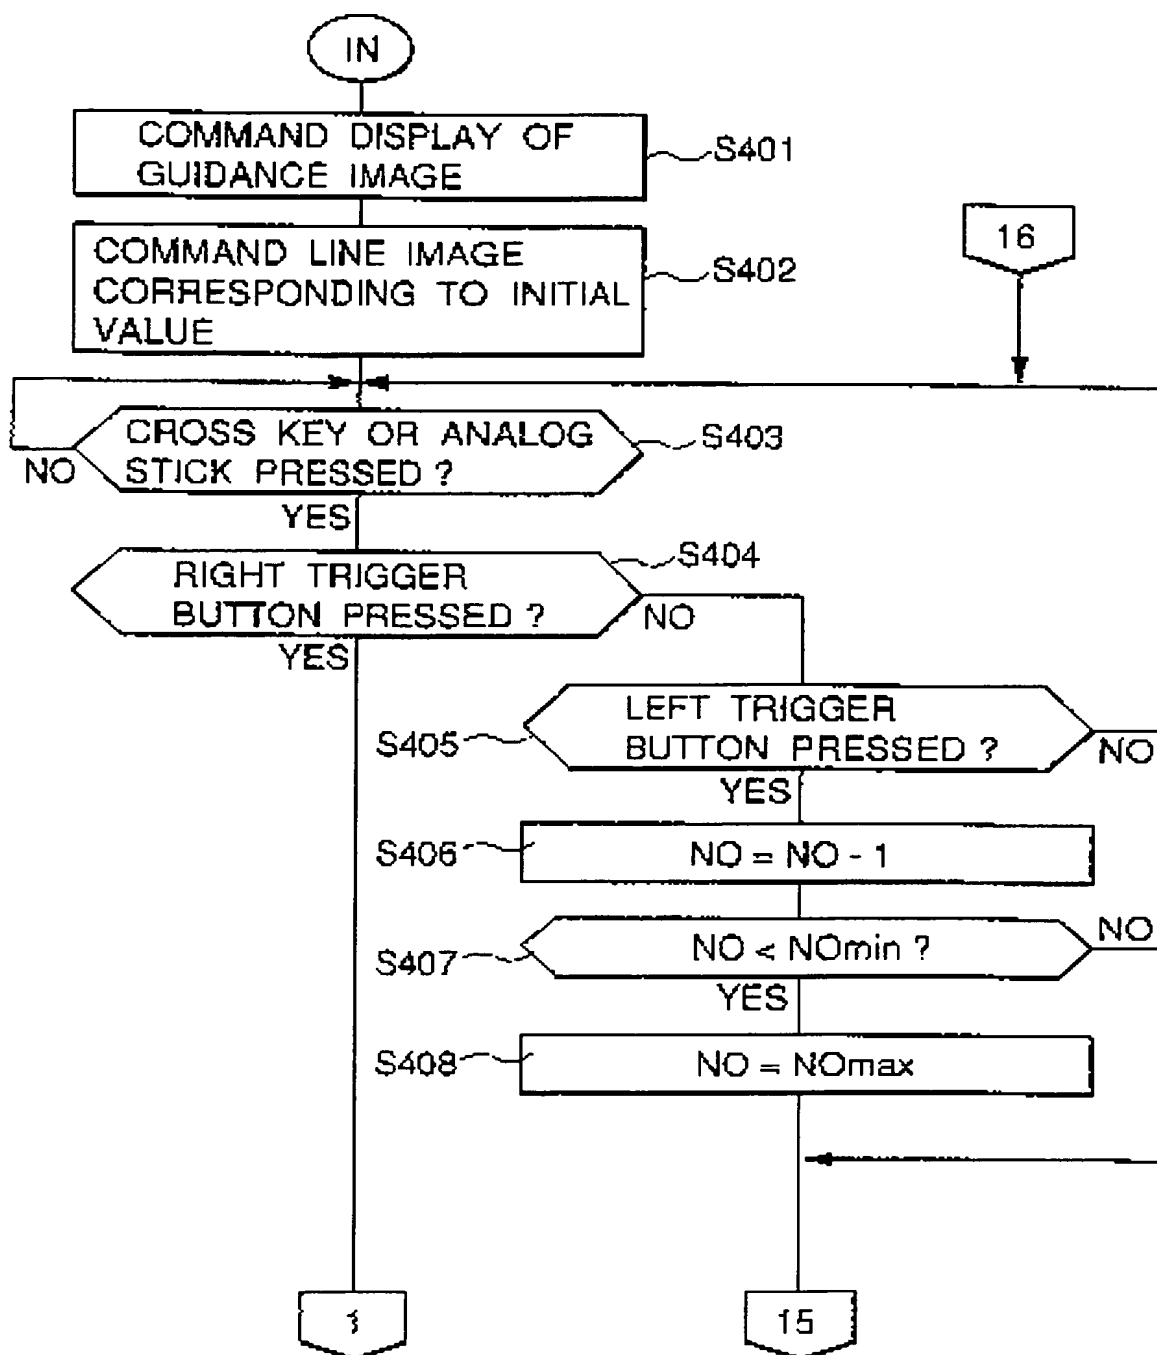 IN
COMMAND DISPLAY OF
GUIDANCE IMAGE
S401
COMMAND LINE IMAGE
CORRESPONDING TO INITIAL
VALUE
S402
16
CROSS KEY OR ANALOG
STICK PRESSED ?
S403
NO
YES
RIGHT TRIGGER
BUTTON PRESSED ?
S404
NO
YES
LEFT TRIGGER
BUTTON PRESSED ?
S405
NO
YES
S406
NO = NO - 1
S407
NO < NOmin ?
NO
YES
S408
NO = NOmax
1
15